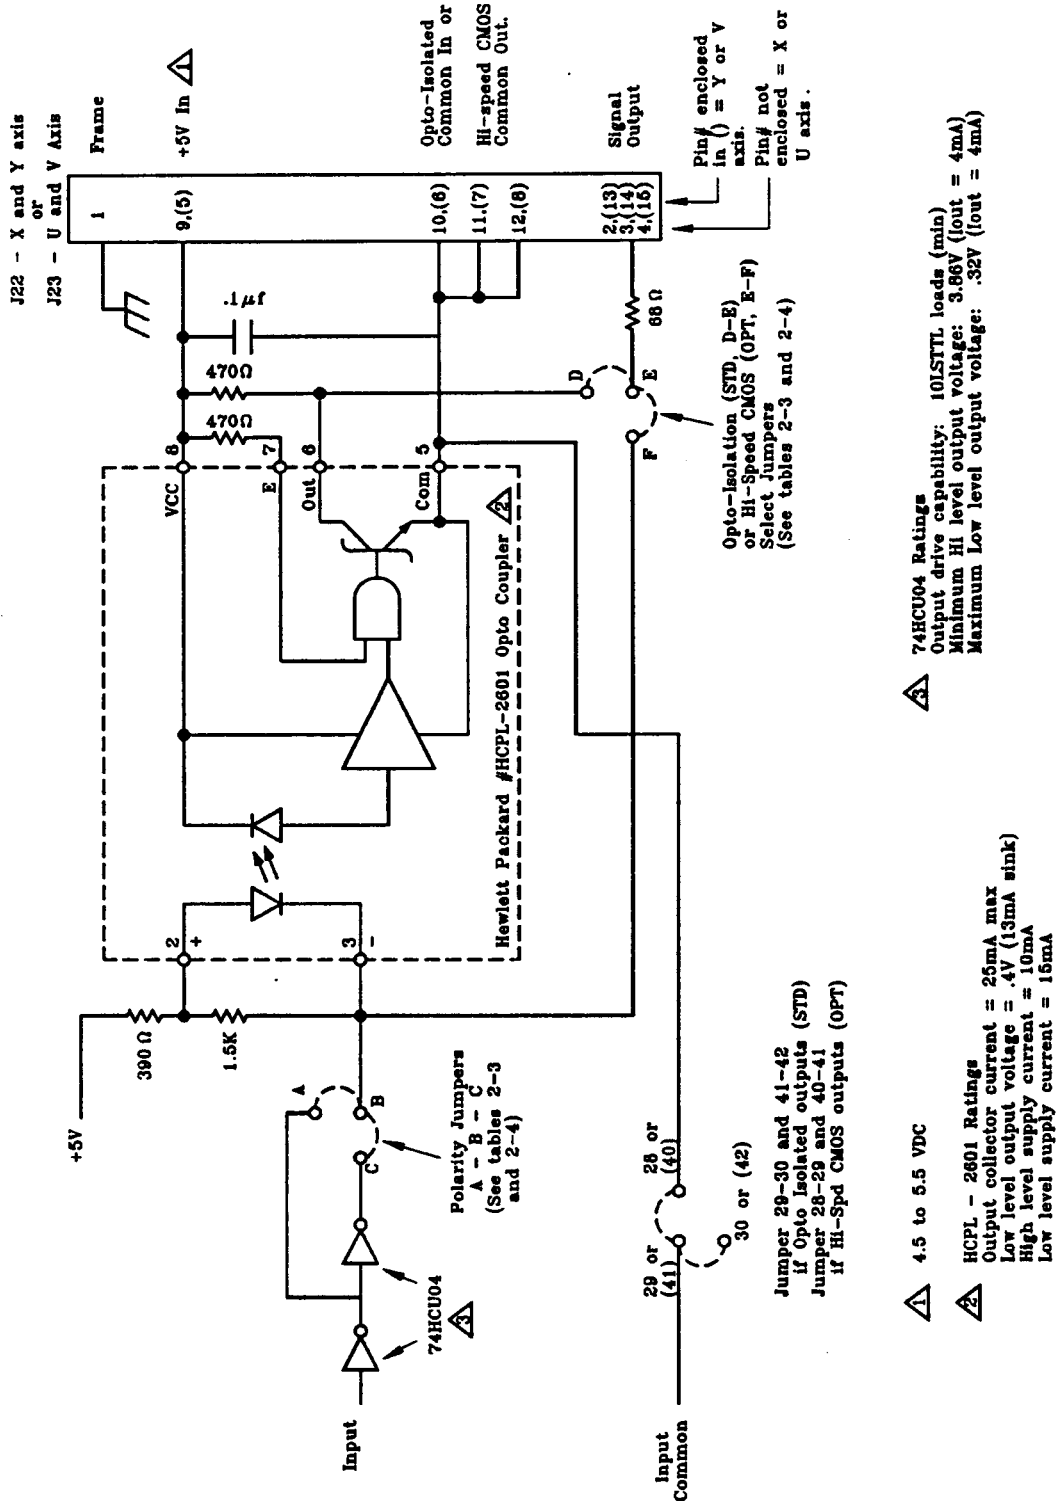 J22 - X and Y axis
or
J23 - U and V Axis
1
Frame
9,(5)
+5V In
1
10,(6)
11,(7)
12,(8)
Opto-Isolated
Common In or
Hi-speed CMOS
Common Out.
2,(13)
3,(14)
4,(15)
Signal
Output
Pin# enclosed
in () = Y or V
axis.
Pin# not
enclosed = X or
U axis.
.1µf
470Ω
470Ω
68 Ω
D
E
F
Opto-Isolation (STD, D-E)
or Hi-Speed CMOS (OPT, E-F)
Select Jumpers
(See tables 2-3 and 2-4)
VCC
8
E
7
Out
6
Com
5
2
Hewlett Packard #HCPL-2601 Opto Coupler
2
+
3
-
+5V
390 Ω
1.5K
A
B
C
Polarity Jumpers
A - B - C
(See tables 2-3
and 2-4)
Input
74HCU04
3
Input
Common
29 or
(41)
28 or
(40)
30 or (42)
Jumper 29-30 and 41-42
if Opto Isolated outputs (STD)
Jumper 28-29 and 40-41
if Hi-Spd CMOS outputs (OPT)
1
4.5 to 5.5 VDC
2
HCPL - 2601 Ratings
Output collector current = 25mA max
Low level output voltage = .4V (13mA sink)
High level supply current = 10mA
Low level supply current = 15mA
3
74HCU04 Ratings
Output drive capability: 10LSTTL loads (min)
Minimum Hi level output voltage: 3.86V (Iout = 4mA)
Maximum Low level output voltage: .32V (Iout = 4mA)